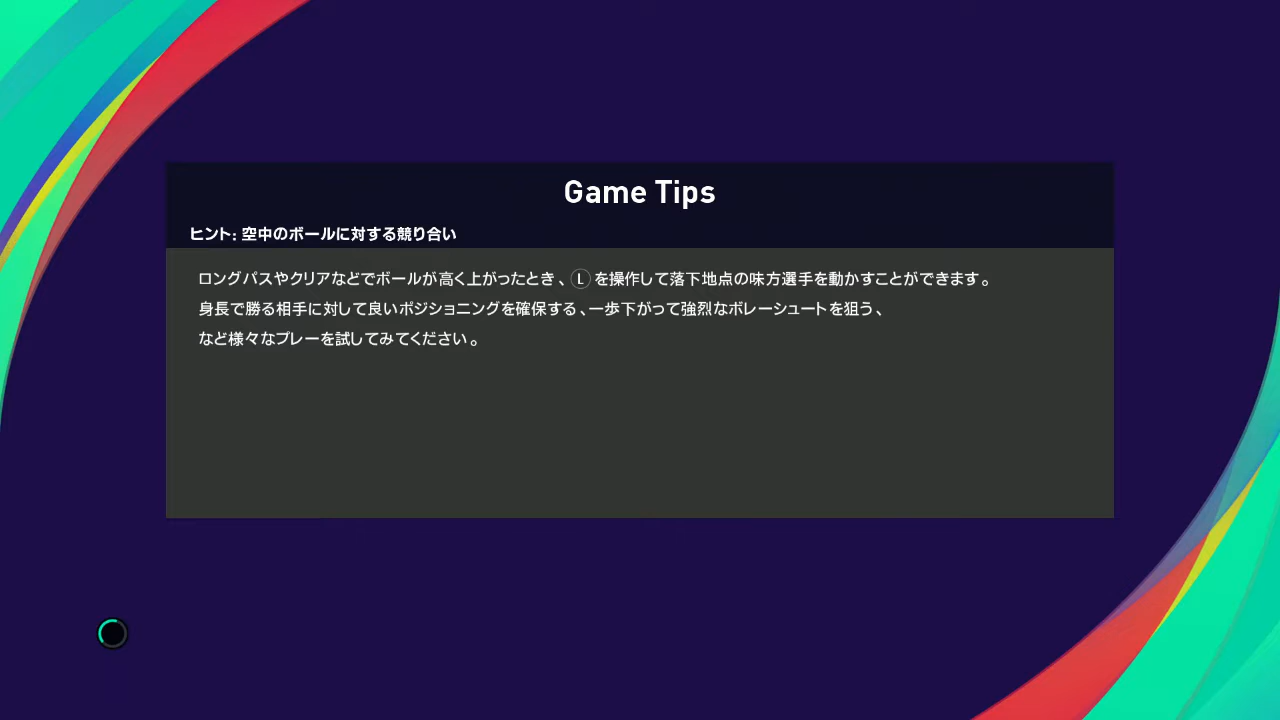 Game Tips
ヒント: 空中のボールに対する競り合い
ロングパスやクリアなどでボールが高く上がったとき、Ⓛを操作して落下地点の味方選手を動かすことができます。
身長で勝る相手に対して良いポジショニングを確保する、一歩下がって強烈なボレーシュートを狙う、
など様々なプレーを試してみてください。